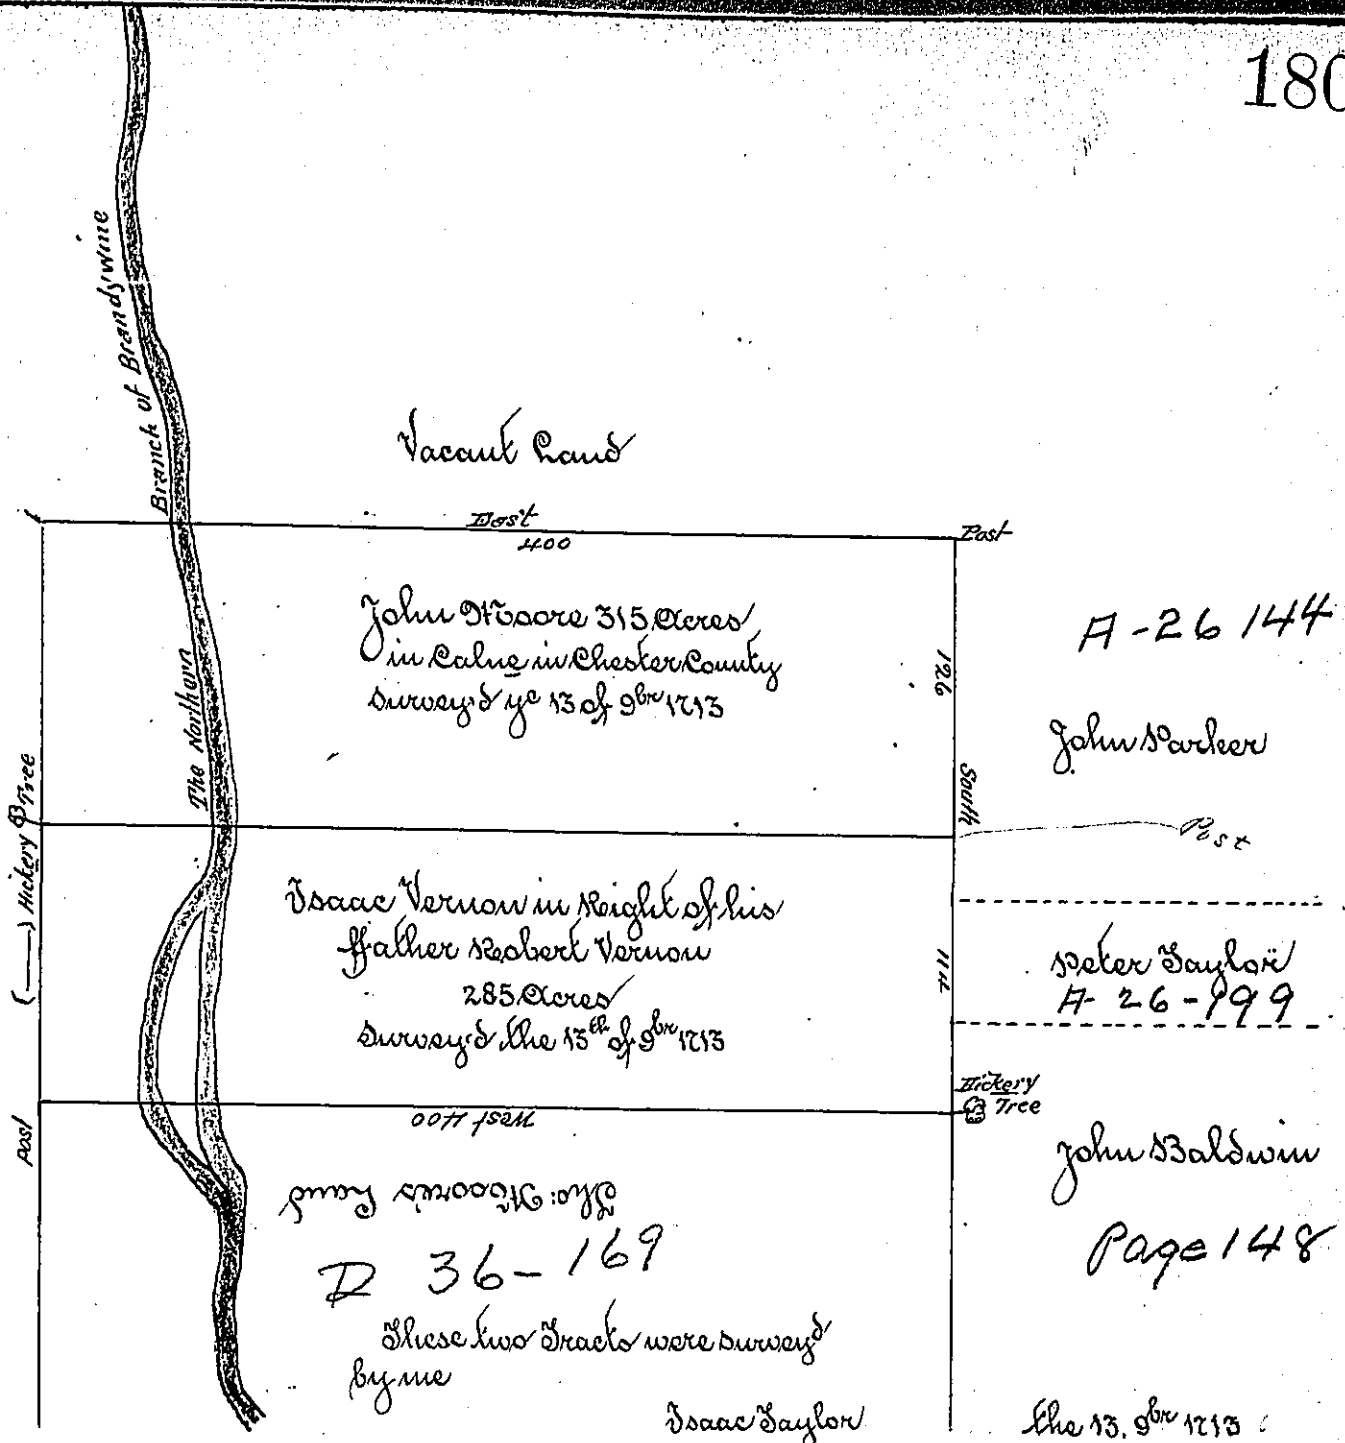 180
Branch of Brandywine
The Northern
Vacant Land
East
400
Post
John Moore 315 Acres
in Calne in Chester County
survey'd ye 13 of 9br 1713
126
South
A-26 144
John Parker
Post
Hickery Tree
Isaac Vernon in Right of his
ffather Robert Vernon
285 Acres
survey'd the 13th of 9br 1713
114
Peter Taylor
A-26-199
Hickery
Tree
Post
West 400
Tho: Moore's Land
D 36-169
John Baldwin
Page 148
These two Tracts were survey'd
by me
Isaac Taylor
the 13. 9br 1713